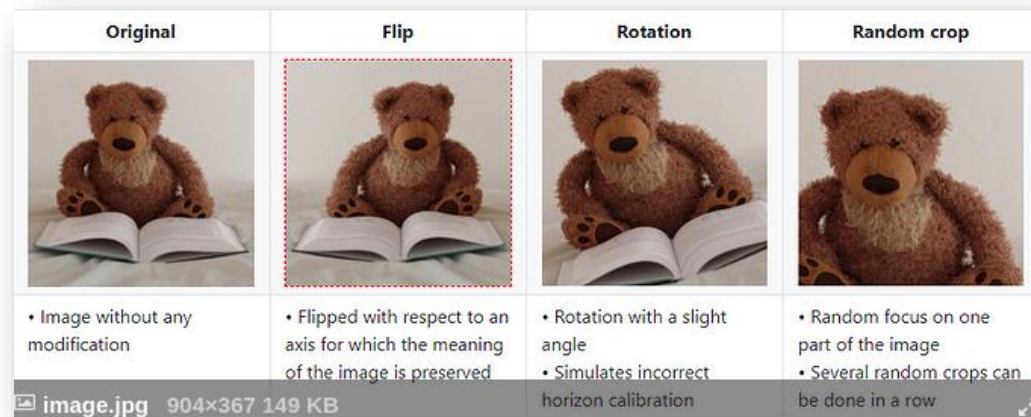 Original
Flip
Rotation
Random crop
• Image without any
modification
• Flipped with respect to an
axis for which the meaning
of the image is preserved
• Rotation with a slight
angle
• Simulates incorrect
horizon calibration
• Random focus on one
part of the image
• Several random crops can
be done in a row
image.jpg 904×367 149 KB